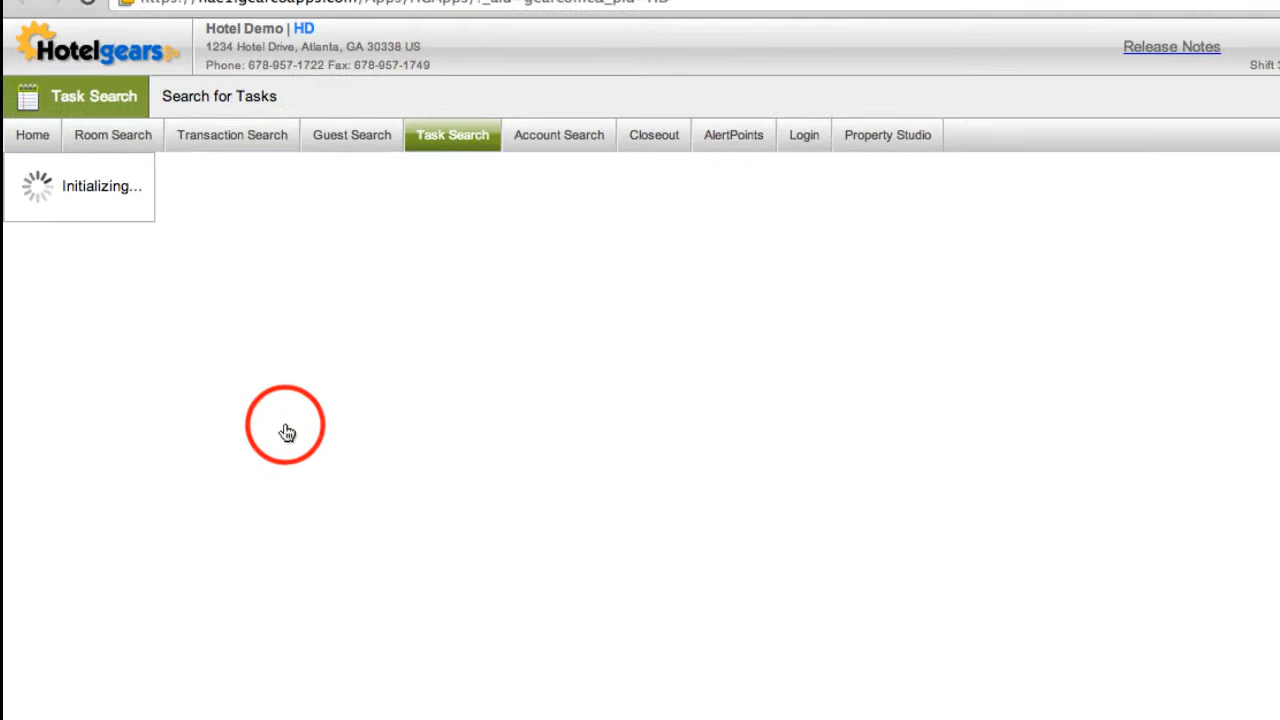 Hotelgears
Hotel Demo | HD
1234 Hotel Drive, Atlanta, GA 30338 US
Phone: 678-957-1722 Fax: 678-957-1749
Release Notes
Shift
Task Search
Search for Tasks
Home
Room Search
Transaction Search
Guest Search
Task Search
Account Search
Closeout
AlertPoints
Login
Property Studio
Initializing...